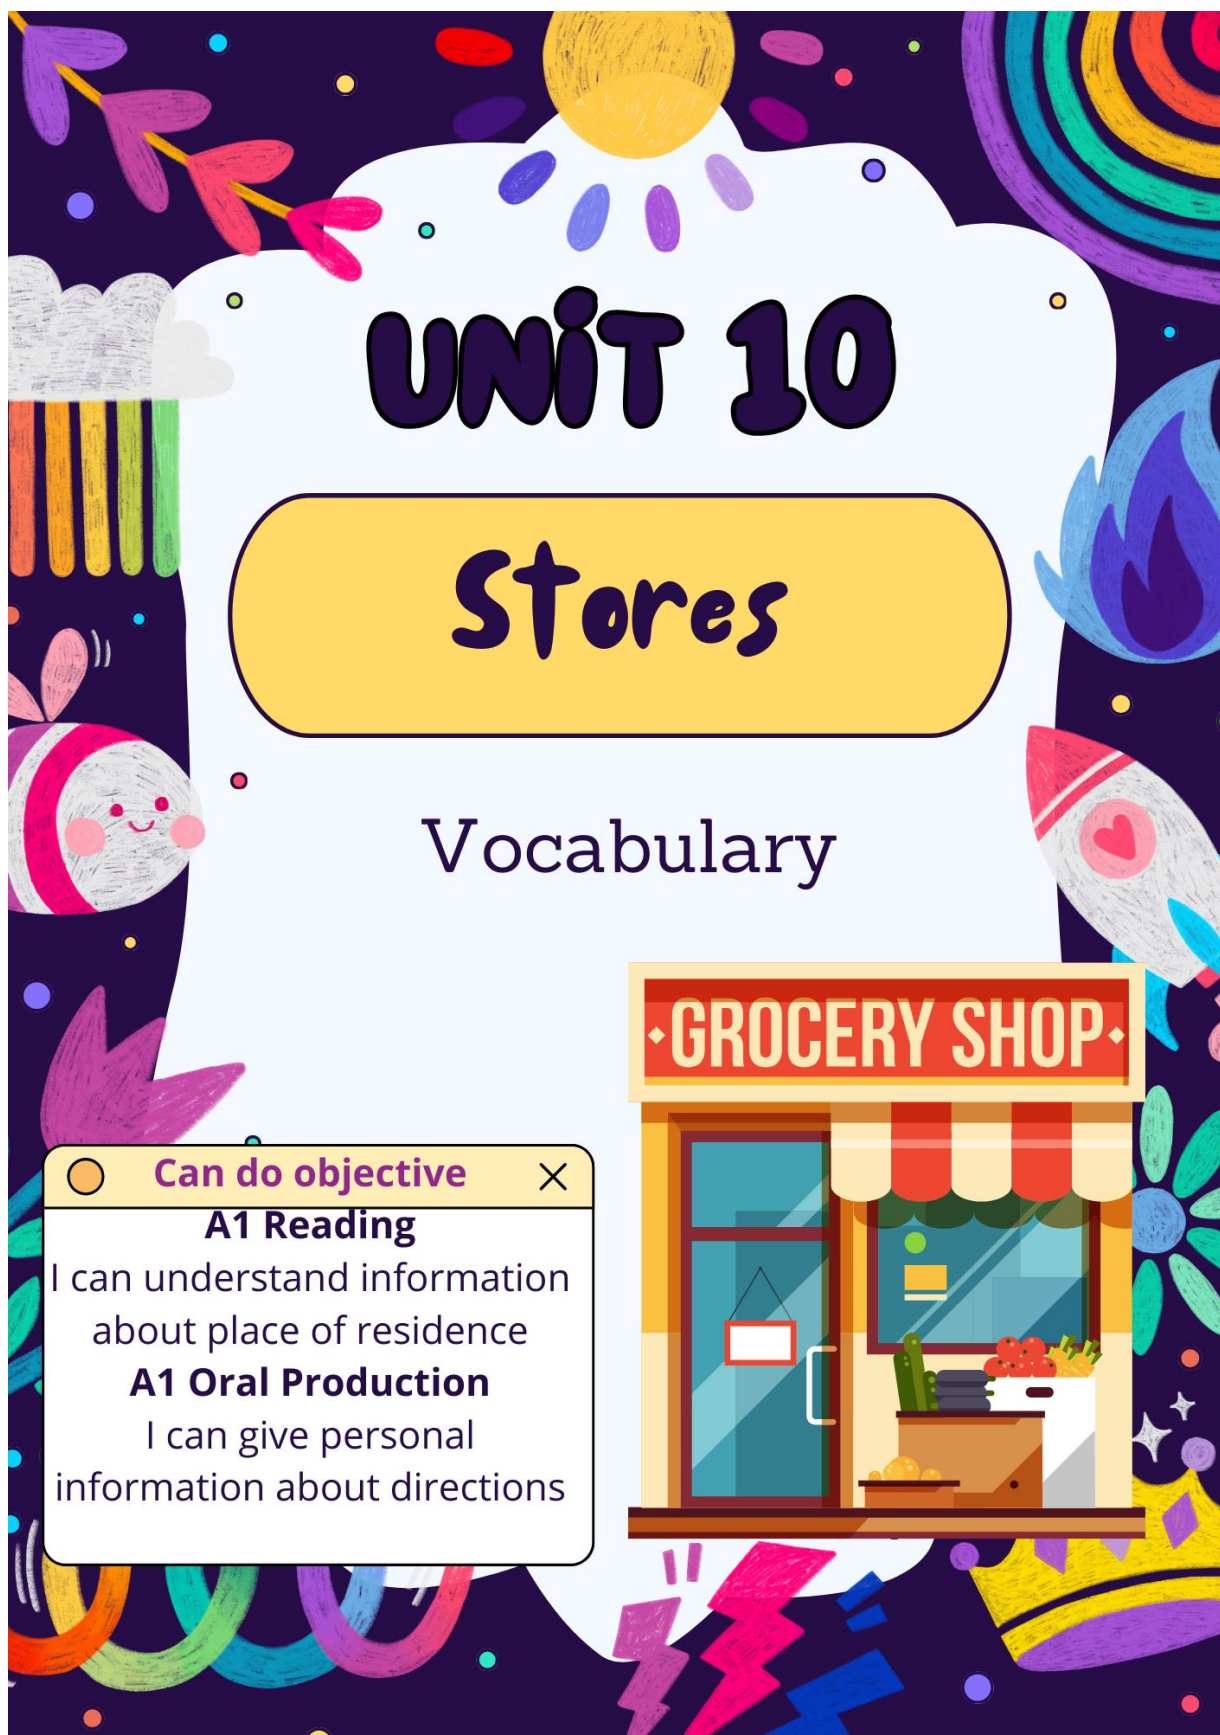 UNiT 10
Stores
Vocabulary
GROCERY SHOP
Can do objective
A1 Reading
I can understand information
about place of residence
A1 Oral Production
I can give personal
information about directions